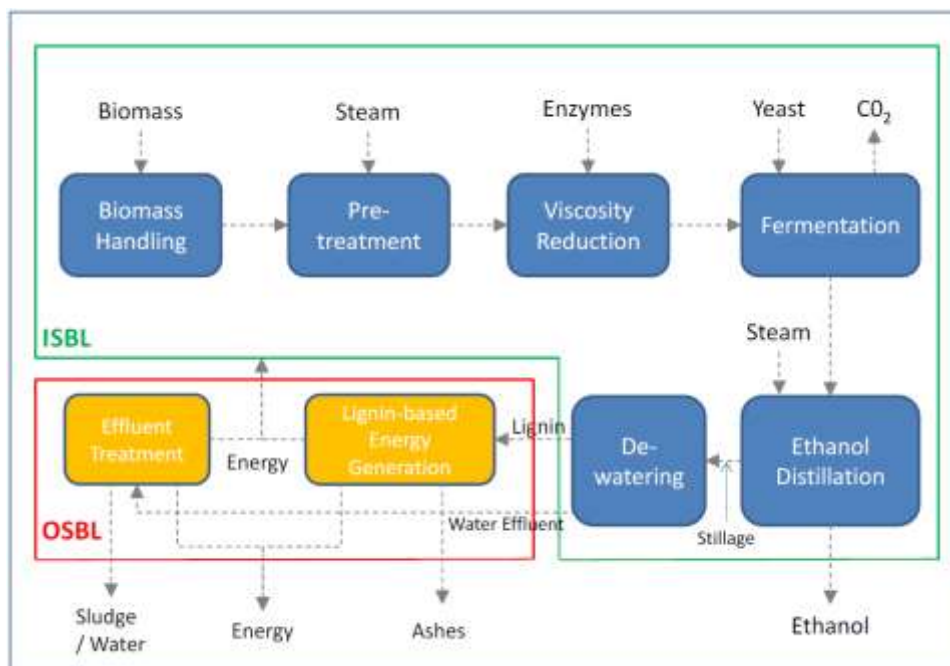 Biomass
Steam
Enzymes
Yeast
C0₂
Biomass
Handling
Pre-
treatment
Viscosity
Reduction
Fermentation
ISBL
Steam
Effluent
Treatment
Energy
Lignin-based
Energy
Generation
Lignin
De-
watering
Ethanol
Distillation
Stillage
Water Effluent
OSBL
Sludge
/ Water
Energy
Ashes
Ethanol